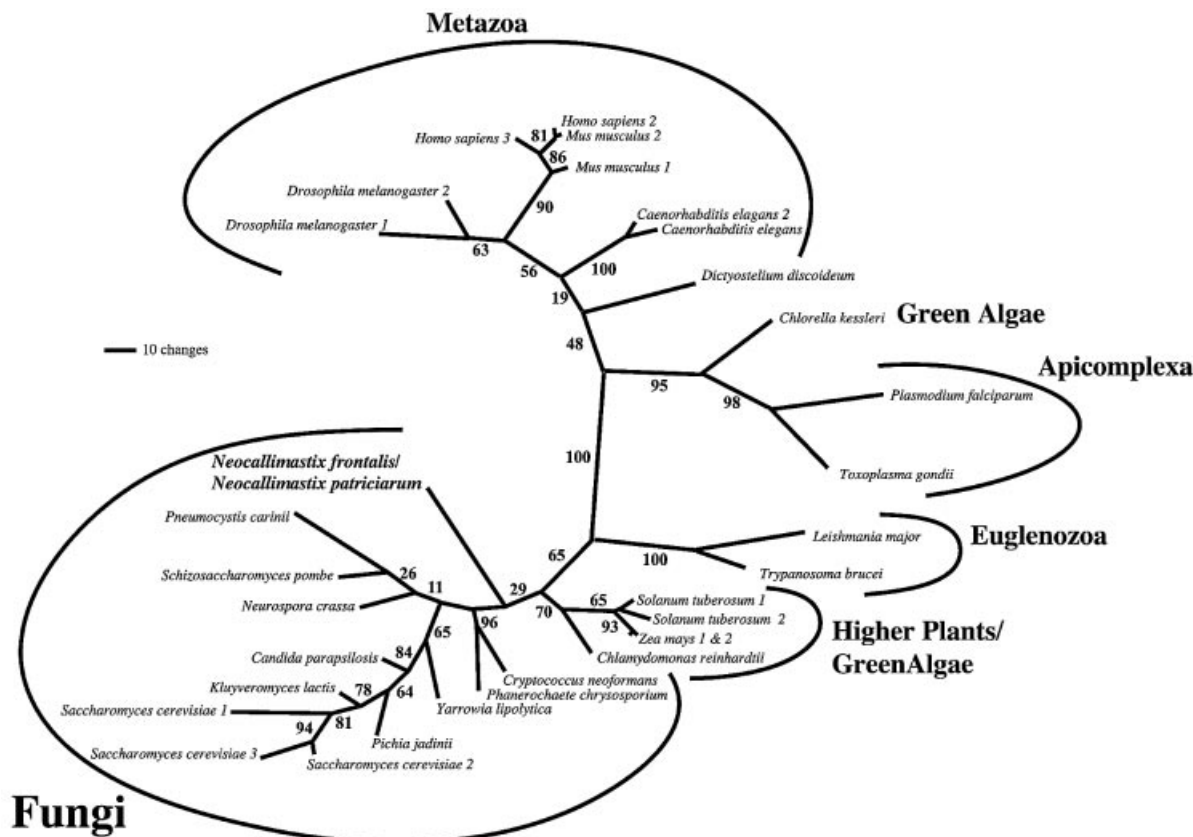 Metazoa
Homo sapiens 2
81
Mus musculus 2
Homo sapiens 3
86
Mus musculus 1
Drosophila melanogaster 2
90
Caenorhabditis elagans 2
Drosophila melanogaster 1
Caenorhabditis elegans
63
56
100
Dictyostelium discoideum
19
Chlorella kessleri
Green Algae
48
10 changes
Apicomplexa
95
98
Plasmodium falciparum
Neocallimastix frontalis/
Neocallimastix patriciarum
100
Toxoplasma gondii
Pneumocystis carinii
Leishmania major
Euglenozoa
65
100
Trypanosoma brucei
Schizosaccharomyces pombe
26
11
29
Neurospora crassa
70
65
Solanum tuberosum 1
Solanum tuberosum 2
96
93
Zea mays 1 & 2
Higher Plants/
GreenAlgae
65
Chlamydomonas reinhardtii
Candida parapsilosis
84
Cryptococcus neoformans
Kluyveromyces lactis
78
64
Phanerochaete chrysosporium
Yarrowia lipolytica
Saccharomyces cerevisiae 1
94
81
Pichia jadinii
Saccharomyces cerevisiae 3
Saccharomyces cerevisiae 2
Fungi